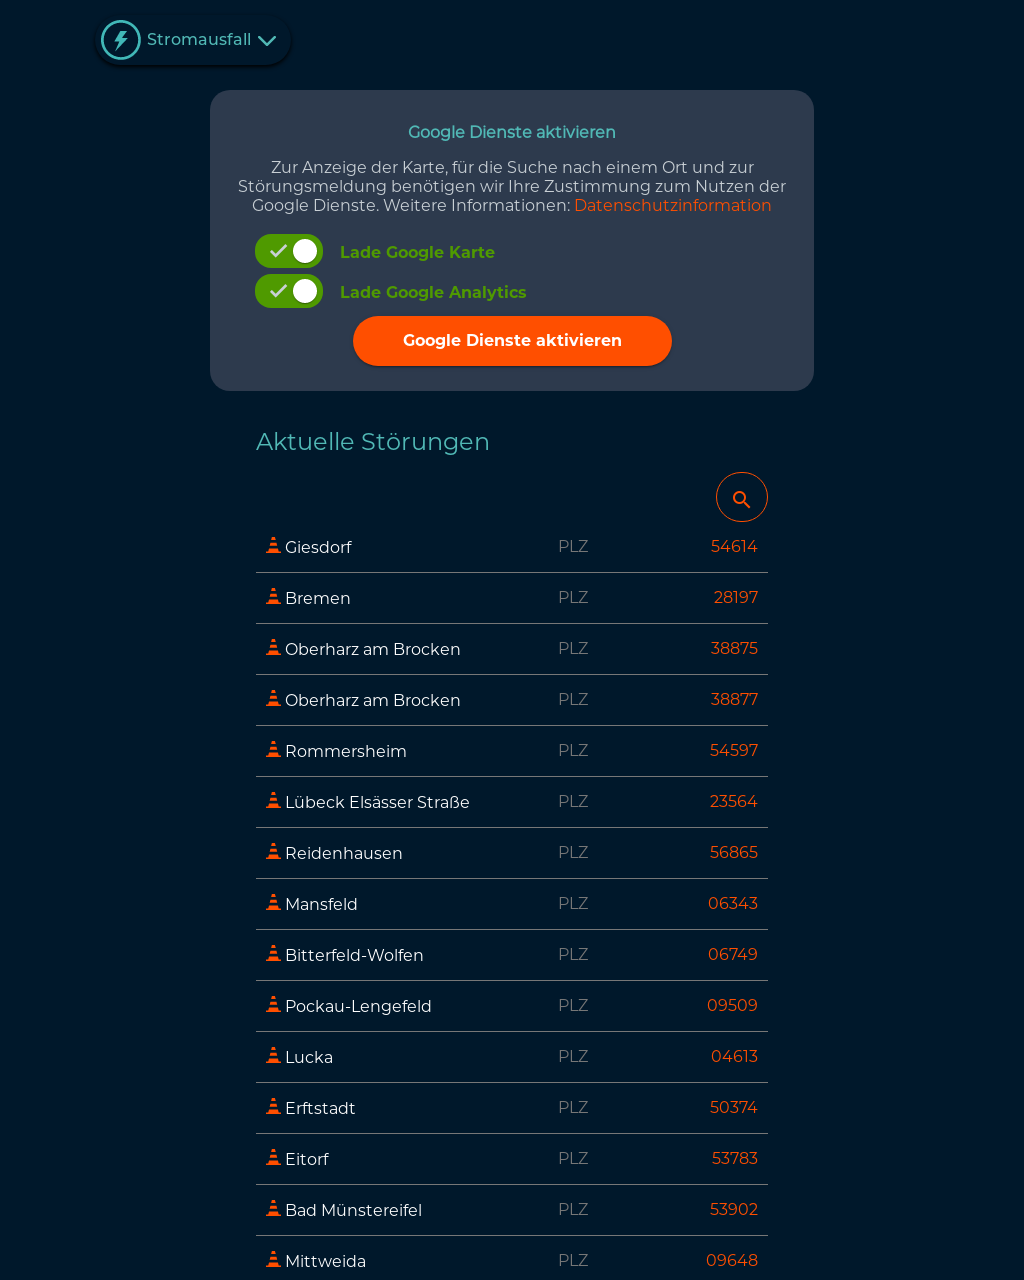 Stromausfall
Google Dienste aktivieren
Zur Anzeige der Karte, für die Suche nach einem Ort und zur
Störungsmeldung benötigen wir Ihre Zustimmung zum Nutzen der
Google Dienste. Weitere Informationen: Datenschutzinformation
Lade Google Karte
Lade Google Analytics
Google Dienste aktivieren
Aktuelle Störungen
Giesdorf PLZ 54614
Bremen PLZ 28197
Oberharz am Brocken PLZ 38875
Oberharz am Brocken PLZ 38877
Rommersheim PLZ 54597
Lübeck Elsässer Straße PLZ 23564
Reidenhausen PLZ 56865
Mansfeld PLZ 06343
Bitterfeld-Wolfen PLZ 06749
Pockau-Lengefeld PLZ 09509
Lucka PLZ 04613
Erftstadt PLZ 50374
Eitorf PLZ 53783
Bad Münstereifel PLZ 53902
Mittweida PLZ 09648